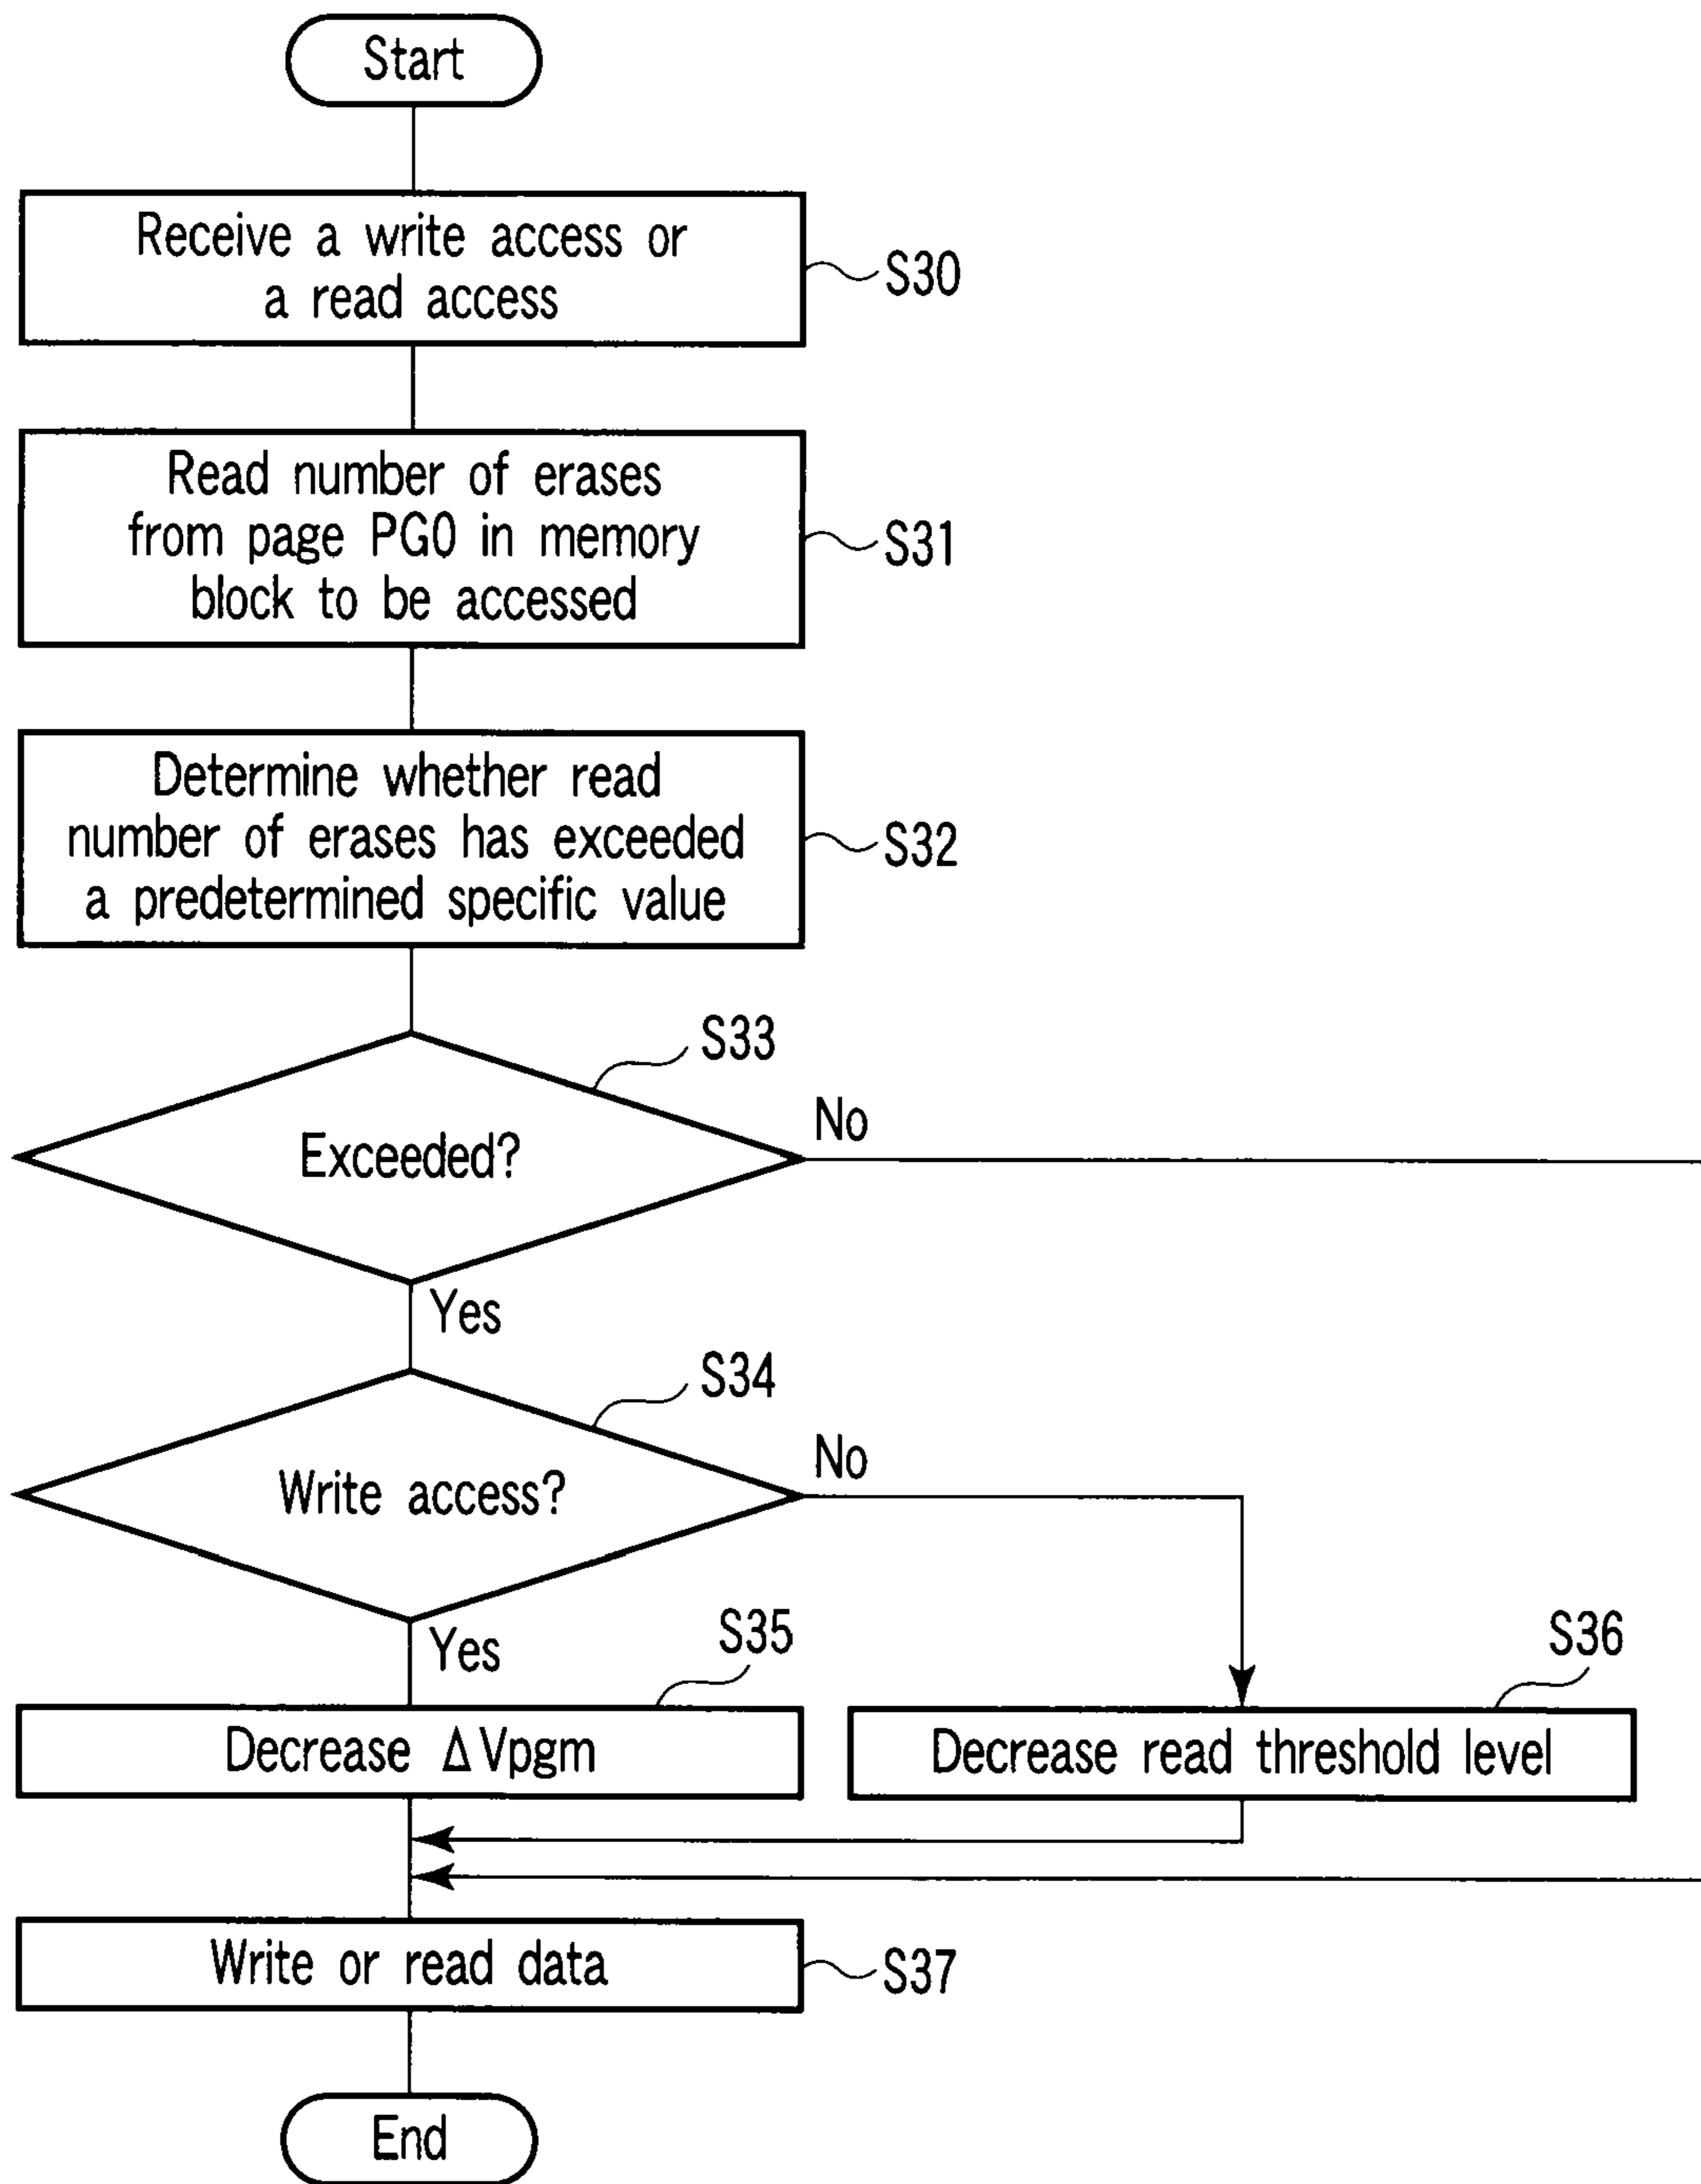 Start
Receive a write access or
a read access
S30
Read number of erases
from page PG0 in memory
block to be accessed
S31
Determine whether read
number of erases has exceeded
a predetermined specific value
S32
S33
Exceeded?
No
Yes
S34
Write access?
No
Yes
S35
S36
Decrease ΔVpgm
Decrease read threshold level
Write or read data
S37
End